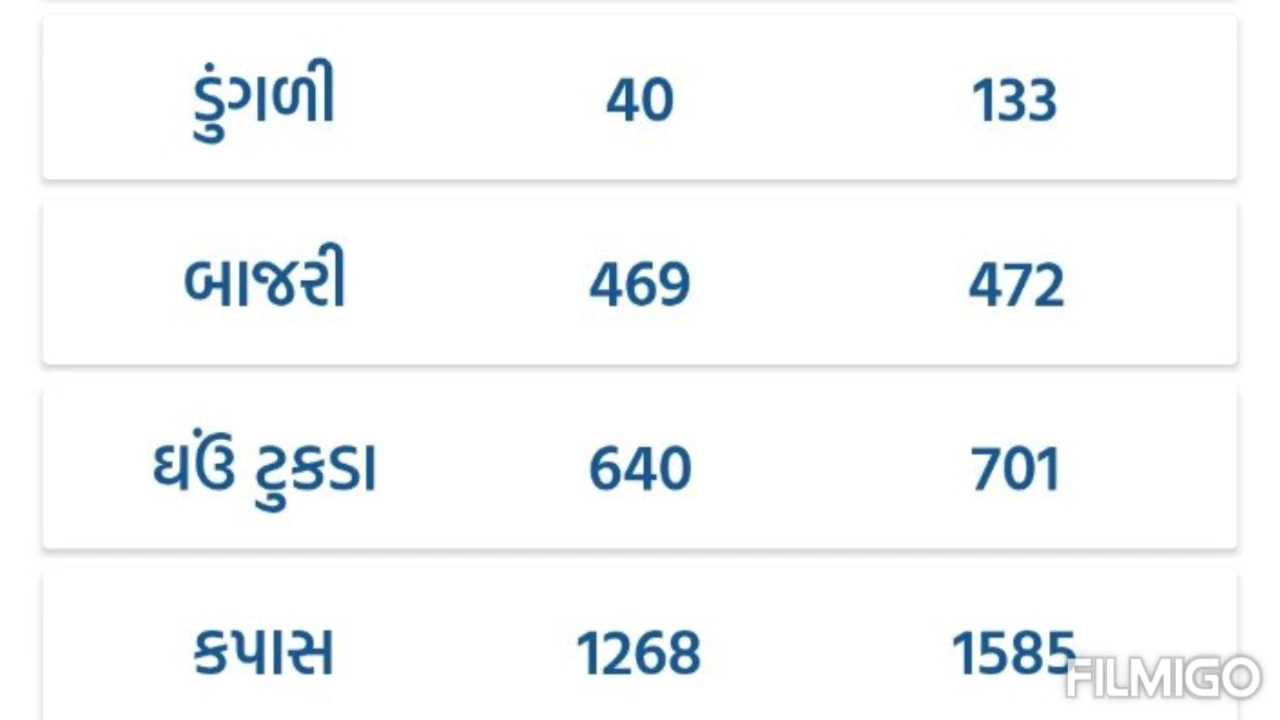 ડુંગળી 40 133
બાજરી 469 472
ઘઉં ટુકડા 640 701
કપાસ 1268 1585
FILMIGO